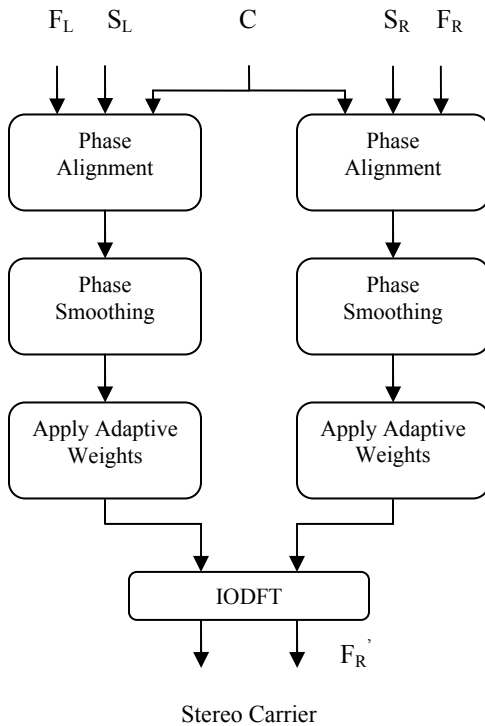 F_L S_L C S_R F_R
Phase
Alignment
Phase
Alignment
Phase
Smoothing
Phase
Smoothing
Apply Adaptive
Weights
Apply Adaptive
Weights
IODFT
F_R'
Stereo Carrier